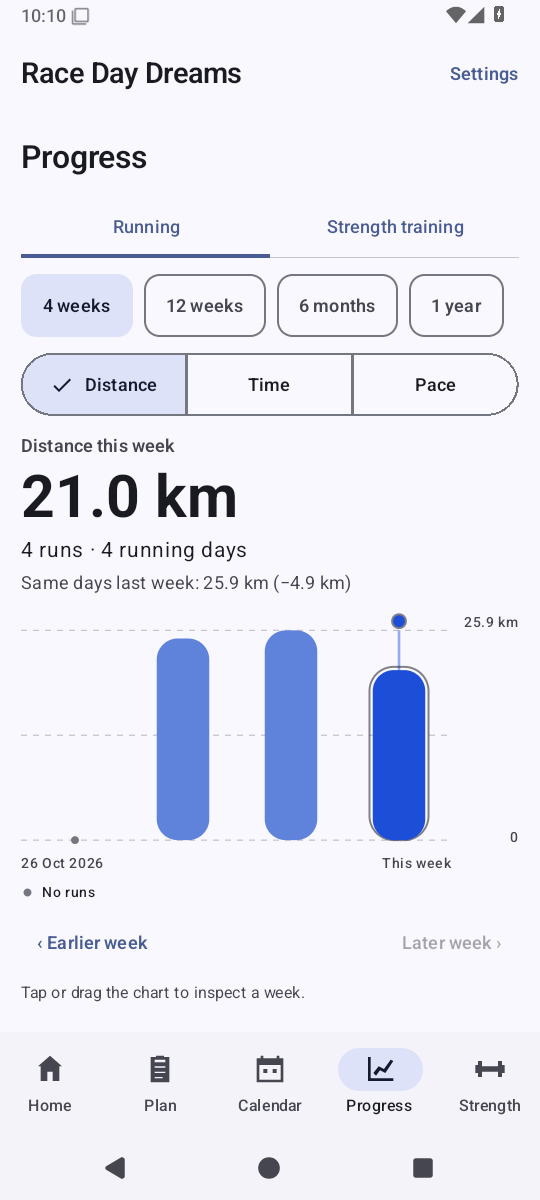 10:10
Race Day Dreams
Settings
Progress
Running
Strength training
4 weeks
12 weeks
6 months
1 year
Distance
Time
Pace
Distance this week
21.0 km
4 runs · 4 running days
Same days last week: 25.9 km (−4.9 km)
25.9 km
0
26 Oct 2026
This week
No runs
‹ Earlier week
Later week ›
Tap or drag the chart to inspect a week.
Home
Plan
Calendar
Progress
Strength